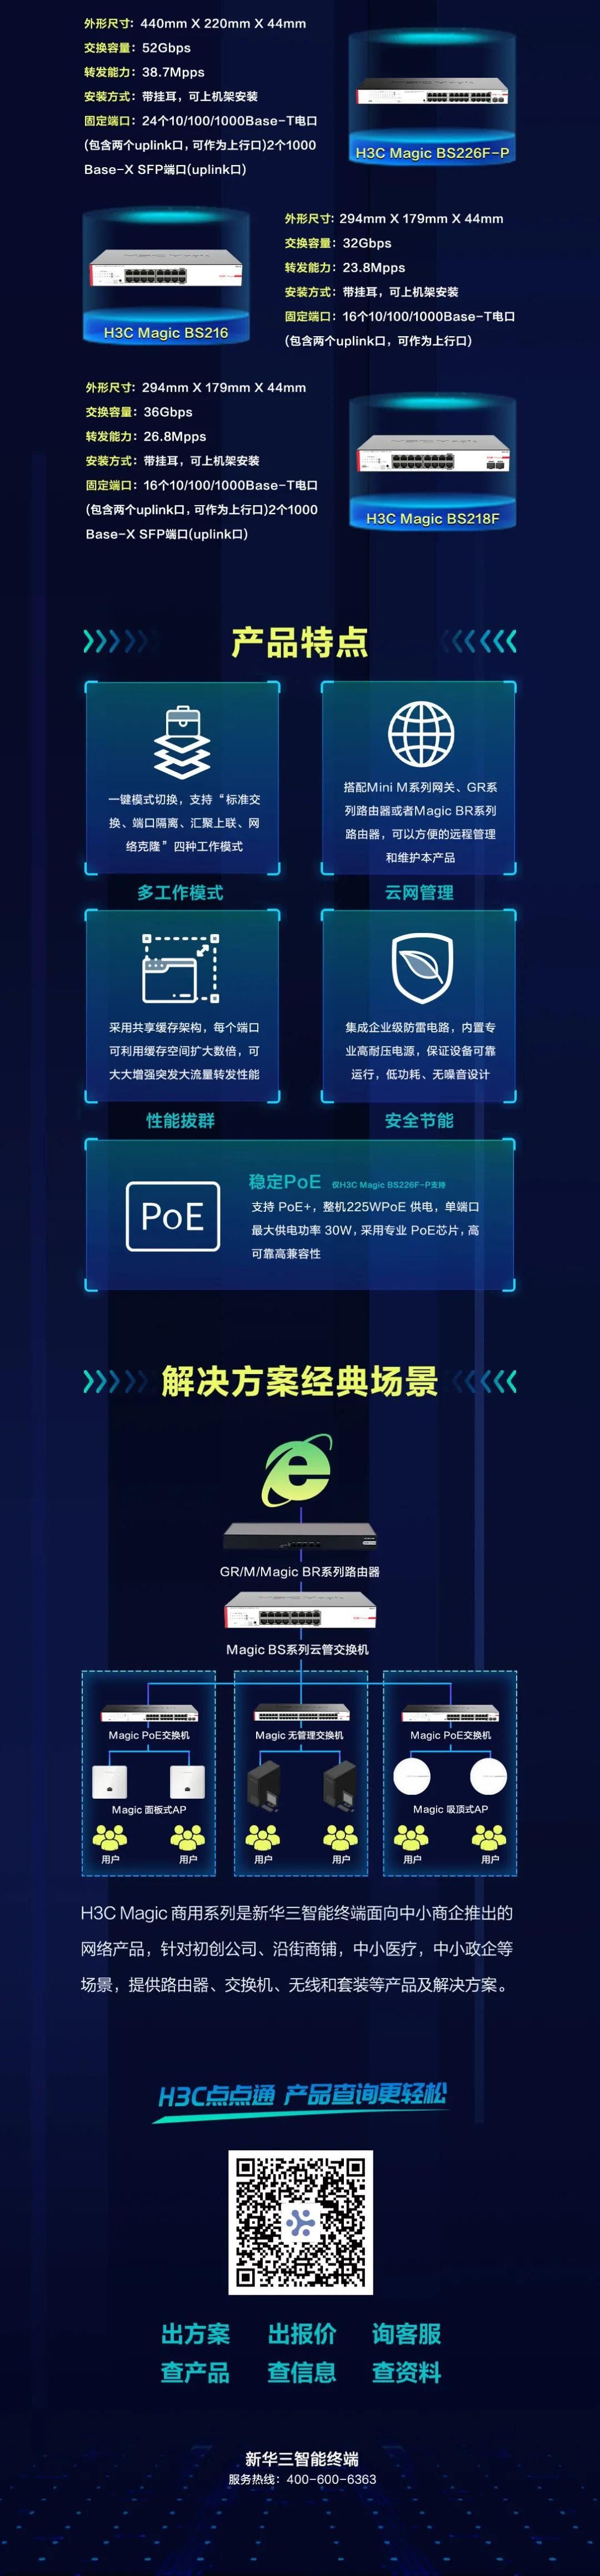 外形尺寸：440mm X 220mm X 44mm
交换容量：52Gbps
转发能力：38.7Mpps
安装方式：带挂耳，可上机架安装
固定端口：24个10/100/1000Base-T电口
(包含两个uplink口，可作为上行口)2个1000
Base-X SFP端口(uplink口)
H3C Magic BS226F-P
外形尺寸：294mm X 179mm X 44mm
交换容量：32Gbps
转发能力：23.8Mpps
安装方式：带挂耳，可上机架安装
固定端口：16个10/100/1000Base-T电口
(包含两个uplink口，可作为上行口)
H3C Magic BS216
外形尺寸：294mm X 179mm X 44mm
交换容量：36Gbps
转发能力：26.8Mpps
安装方式：带挂耳，可上机架安装
固定端口：16个10/100/1000Base-T电口
(包含两个uplink口，可作为上行口)2个1000
Base-X SFP端口(uplink口)
H3C Magic BS218F
产品特点
一键模式切换，支持“标准交
换、端口隔离、汇聚上联、网
络克隆”四种工作模式
多工作模式
搭配Mini M系列网关、GR系
列路由器或者Magic BR系列
路由器，可以方便的远程管理
和维护本产品
云网管理
采用共享缓存架构，每个端口
可利用缓存空间扩大数倍，可
大大增强突发大流量转发性能
性能拔群
集成企业级防雷电路，内置专
业高耐压电源，保证设备可靠
运行，低功耗、无噪音设计
安全节能
PoE
稳定PoE 仅H3C Magic BS226F-P支持
支持 PoE+，整机225WPoE 供电，单端口
最大供电功率 30W，采用专业 PoE芯片，高
可靠高兼容性
解决方案经典场景
GR/M/Magic BR系列路由器
Magic BS系列云管交换机
Magic PoE交换机
Magic 无管理交换机
Magic PoE交换机
Magic 面板式AP
Magic 吸顶式AP
用户
用户
用户
用户
用户
用户
H3C Magic 商用系列是新华三智能终端面向中小商企推出的
网络产品，针对初创公司、沿街商铺，中小医疗，中小政企等
场景，提供路由器、交换机、无线和套装等产品及解决方案。
H3C点点通 产品查询更轻松
出方案 出报价 询客服
查产品 查信息 查资料
新华三智能终端
服务热线：400-600-6363